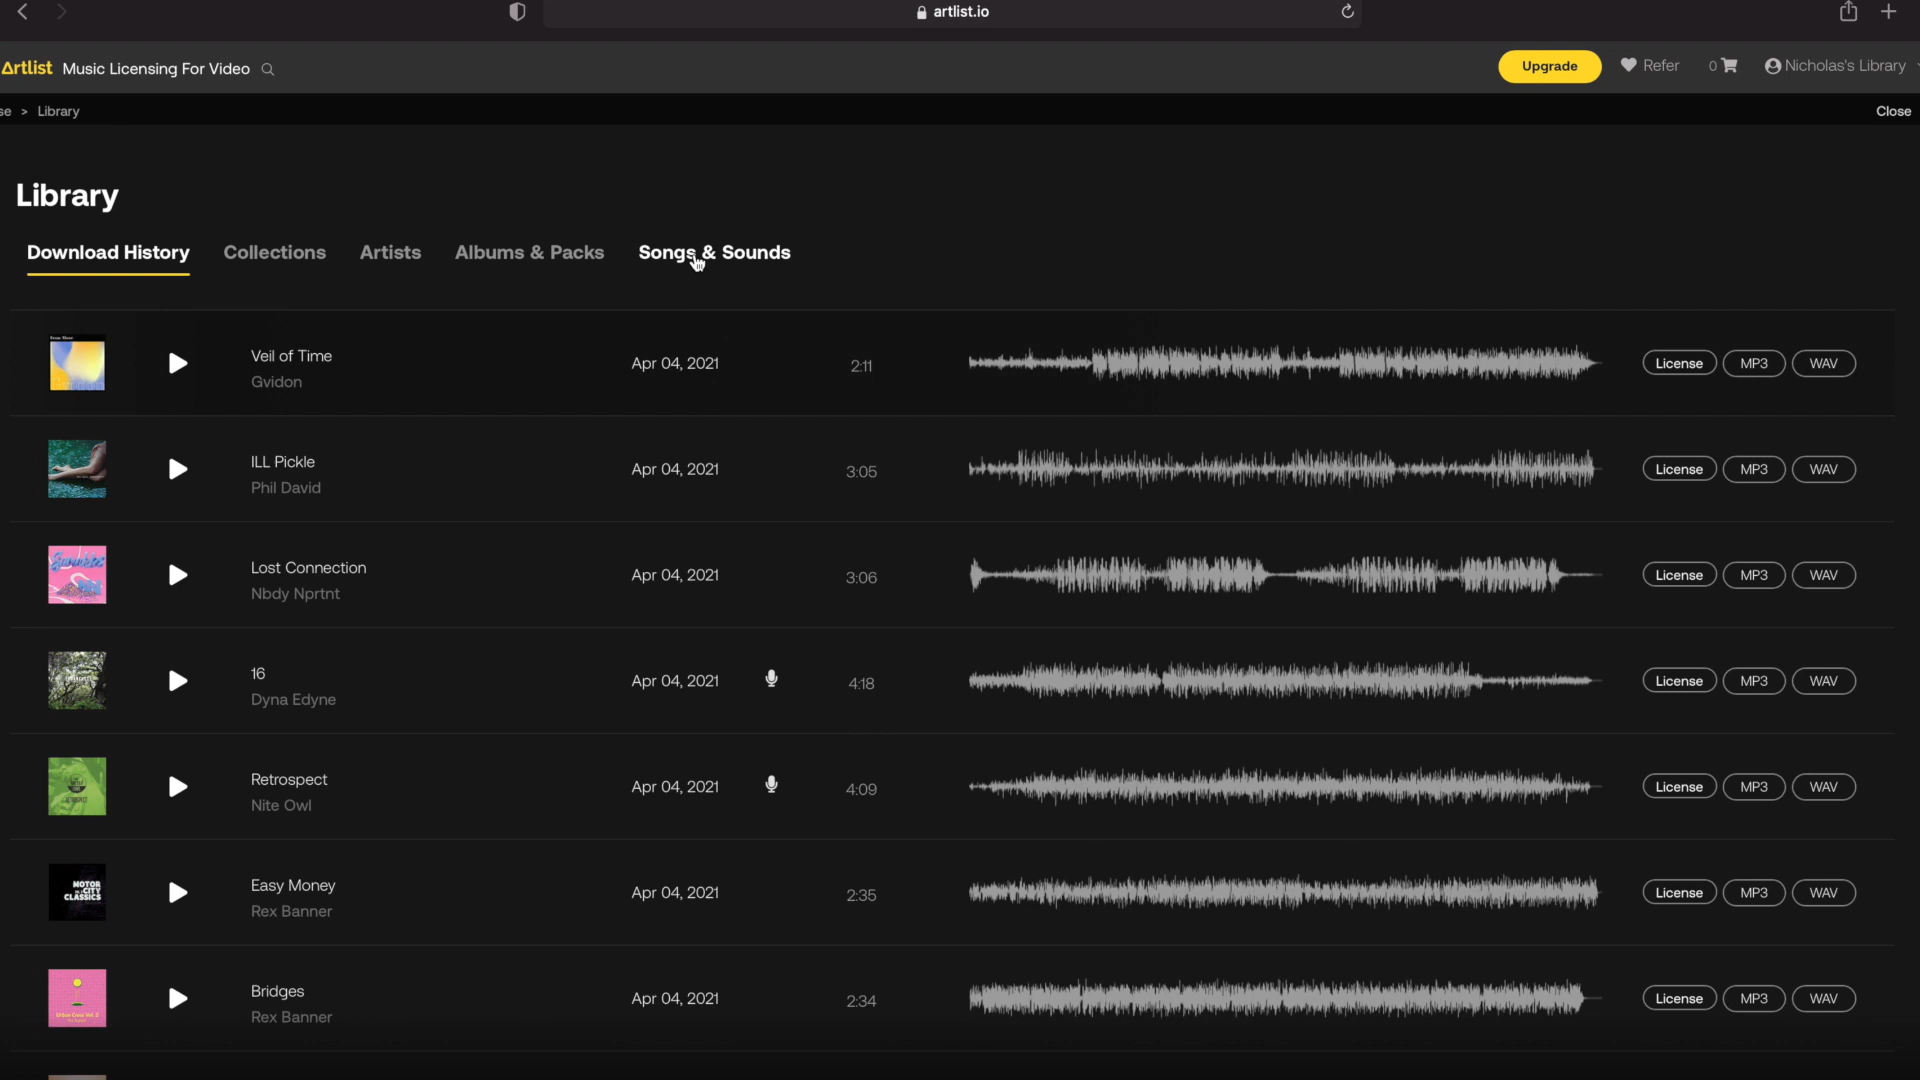 artlist.io
Artlist Music Licensing For Video
Upgrade Refer 0 Nicholas's Library
se > Library Close
Library
Download History Collections Artists Albums & Packs Songs & Sounds
Veil of Time
Gvidon
Apr 04, 2021 2:11 License MP3 WAV
ILL Pickle
Phil David
Apr 04, 2021 3:05 License MP3 WAV
Lost Connection
Nbdy Nprtnt
Apr 04, 2021 3:06 License MP3 WAV
16
Dyna Edyne
Apr 04, 2021 4:18 License MP3 WAV
Retrospect
Nite Owl
Apr 04, 2021 4:09 License MP3 WAV
MOTOR
CITY
CLASSICS
Easy Money
Rex Banner
Apr 04, 2021 2:35 License MP3 WAV
Bridges
Rex Banner
Apr 04, 2021 2:34 License MP3 WAV